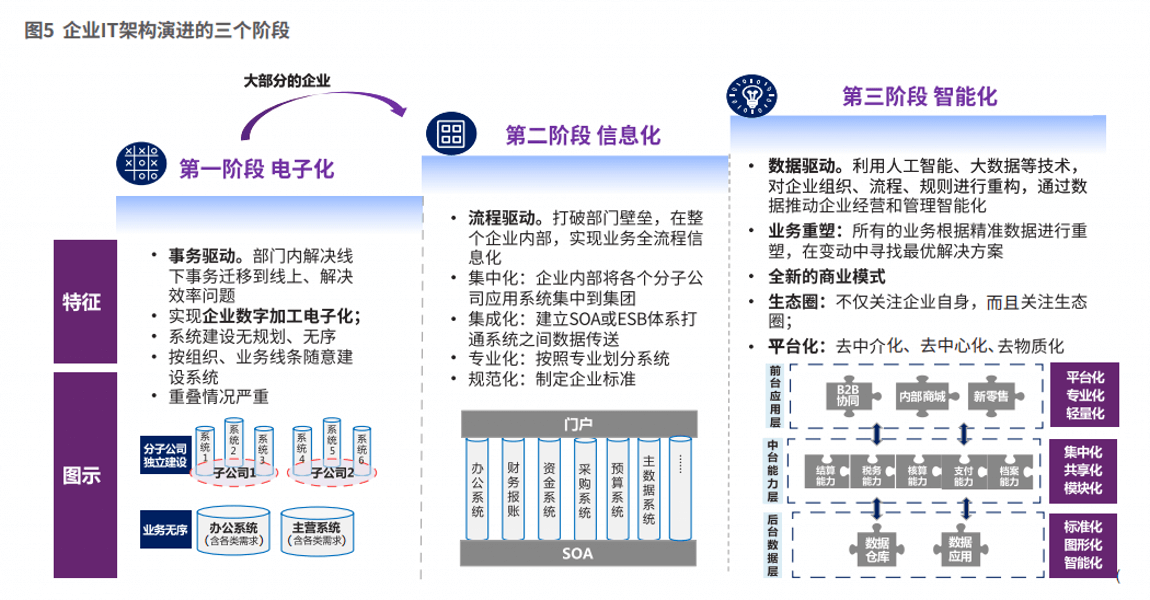 图5 企业IT架构演进的三个阶段
大部分的企业
第一阶段 电子化
第二阶段 信息化
第三阶段 智能化
特征
• 事务驱动。部门内解决线
下事务迁移到线上、解决
效率问题
• 实现企业数字加工电子化；
• 系统建设无规划、无序
• 按组织、业务线条随意建
设系统
• 重叠情况严重
• 流程驱动。打破部门壁垒，在整
个企业内部，实现业务全流程信
息化
• 集中化：企业内部将各个分子公
司应用系统集中到集团
• 集成化：建立SOA或ESB体系打
通系统之间数据传送
• 专业化：按照专业划分系统
• 规范化：制定企业标准
• 数据驱动。利用人工智能、大数据等技术，
对企业组织、流程、规则进行重构，通过数
据推动企业经营和管理智能化
• 业务重塑：所有的业务根据精准数据进行重
塑，在变动中寻找最优解决方案
• 全新的商业模式
• 生态圈：不仅关注企业自身，而且关注生态
圈；
• 平台化：去中介化、去中心化、去物质化
图示
分子公司
独立建设
系统1
系统2
系统3
子公司1
系统4
系统5
系统6
子公司2
业务无序
办公系统
（含各类需求）
主营系统
（含各类需求）
门户
办公系统
财务报账
资金系统
采购系统
预算系统
主数据系统
……
SOA
前台应用层
B2B
协同
内部商城
新零售
平台化
专业化
轻量化
中台能力层
结算
能力
税务
能力
核算
能力
支付
能力
档案
能力
集中化
共享化
模块化
后台数据层
数据
仓库
数据
应用
标准化
图形化
智能化
(